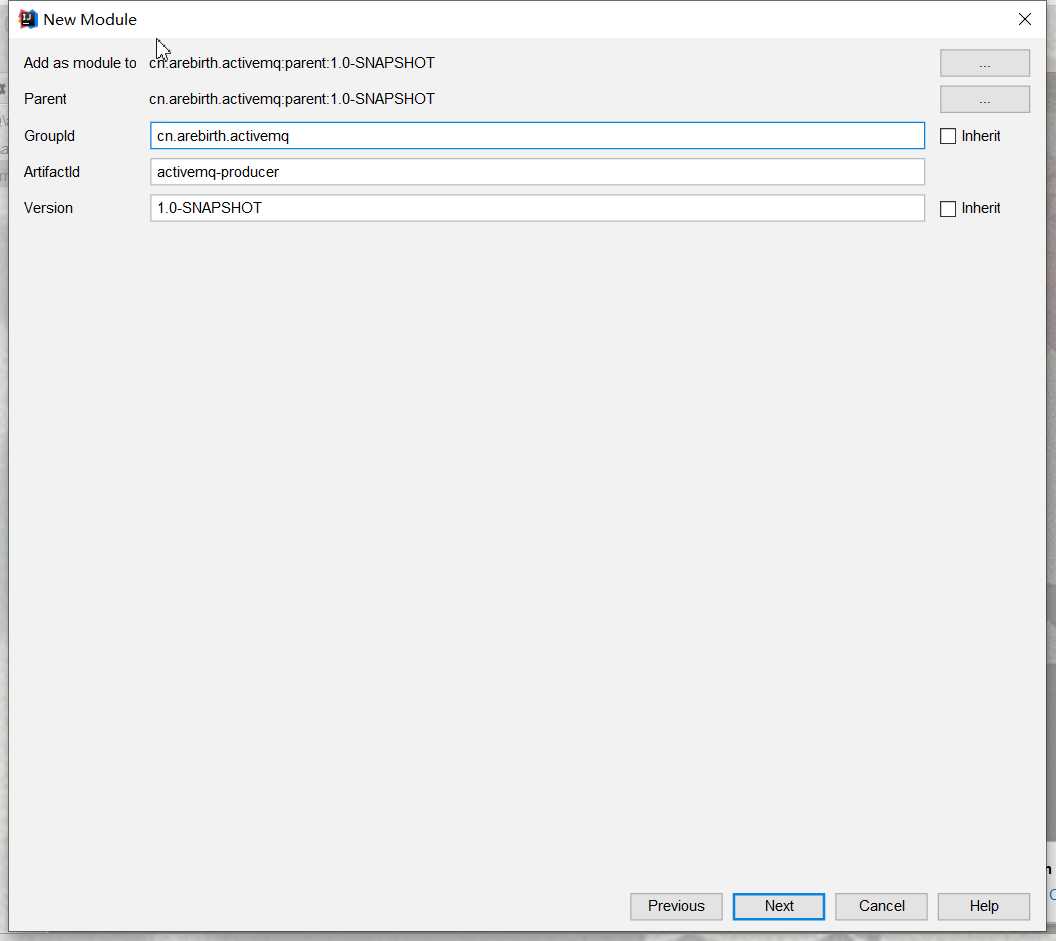 New Module
Add as module to cn.arebirth.activemq:parent:1.0-SNAPSHOT ...
Parent cn.arebirth.activemq:parent:1.0-SNAPSHOT ...
GroupId cn.arebirth.activemq Inherit
ArtifactId activemq-producer
Version 1.0-SNAPSHOT Inherit
Previous Next Cancel Help